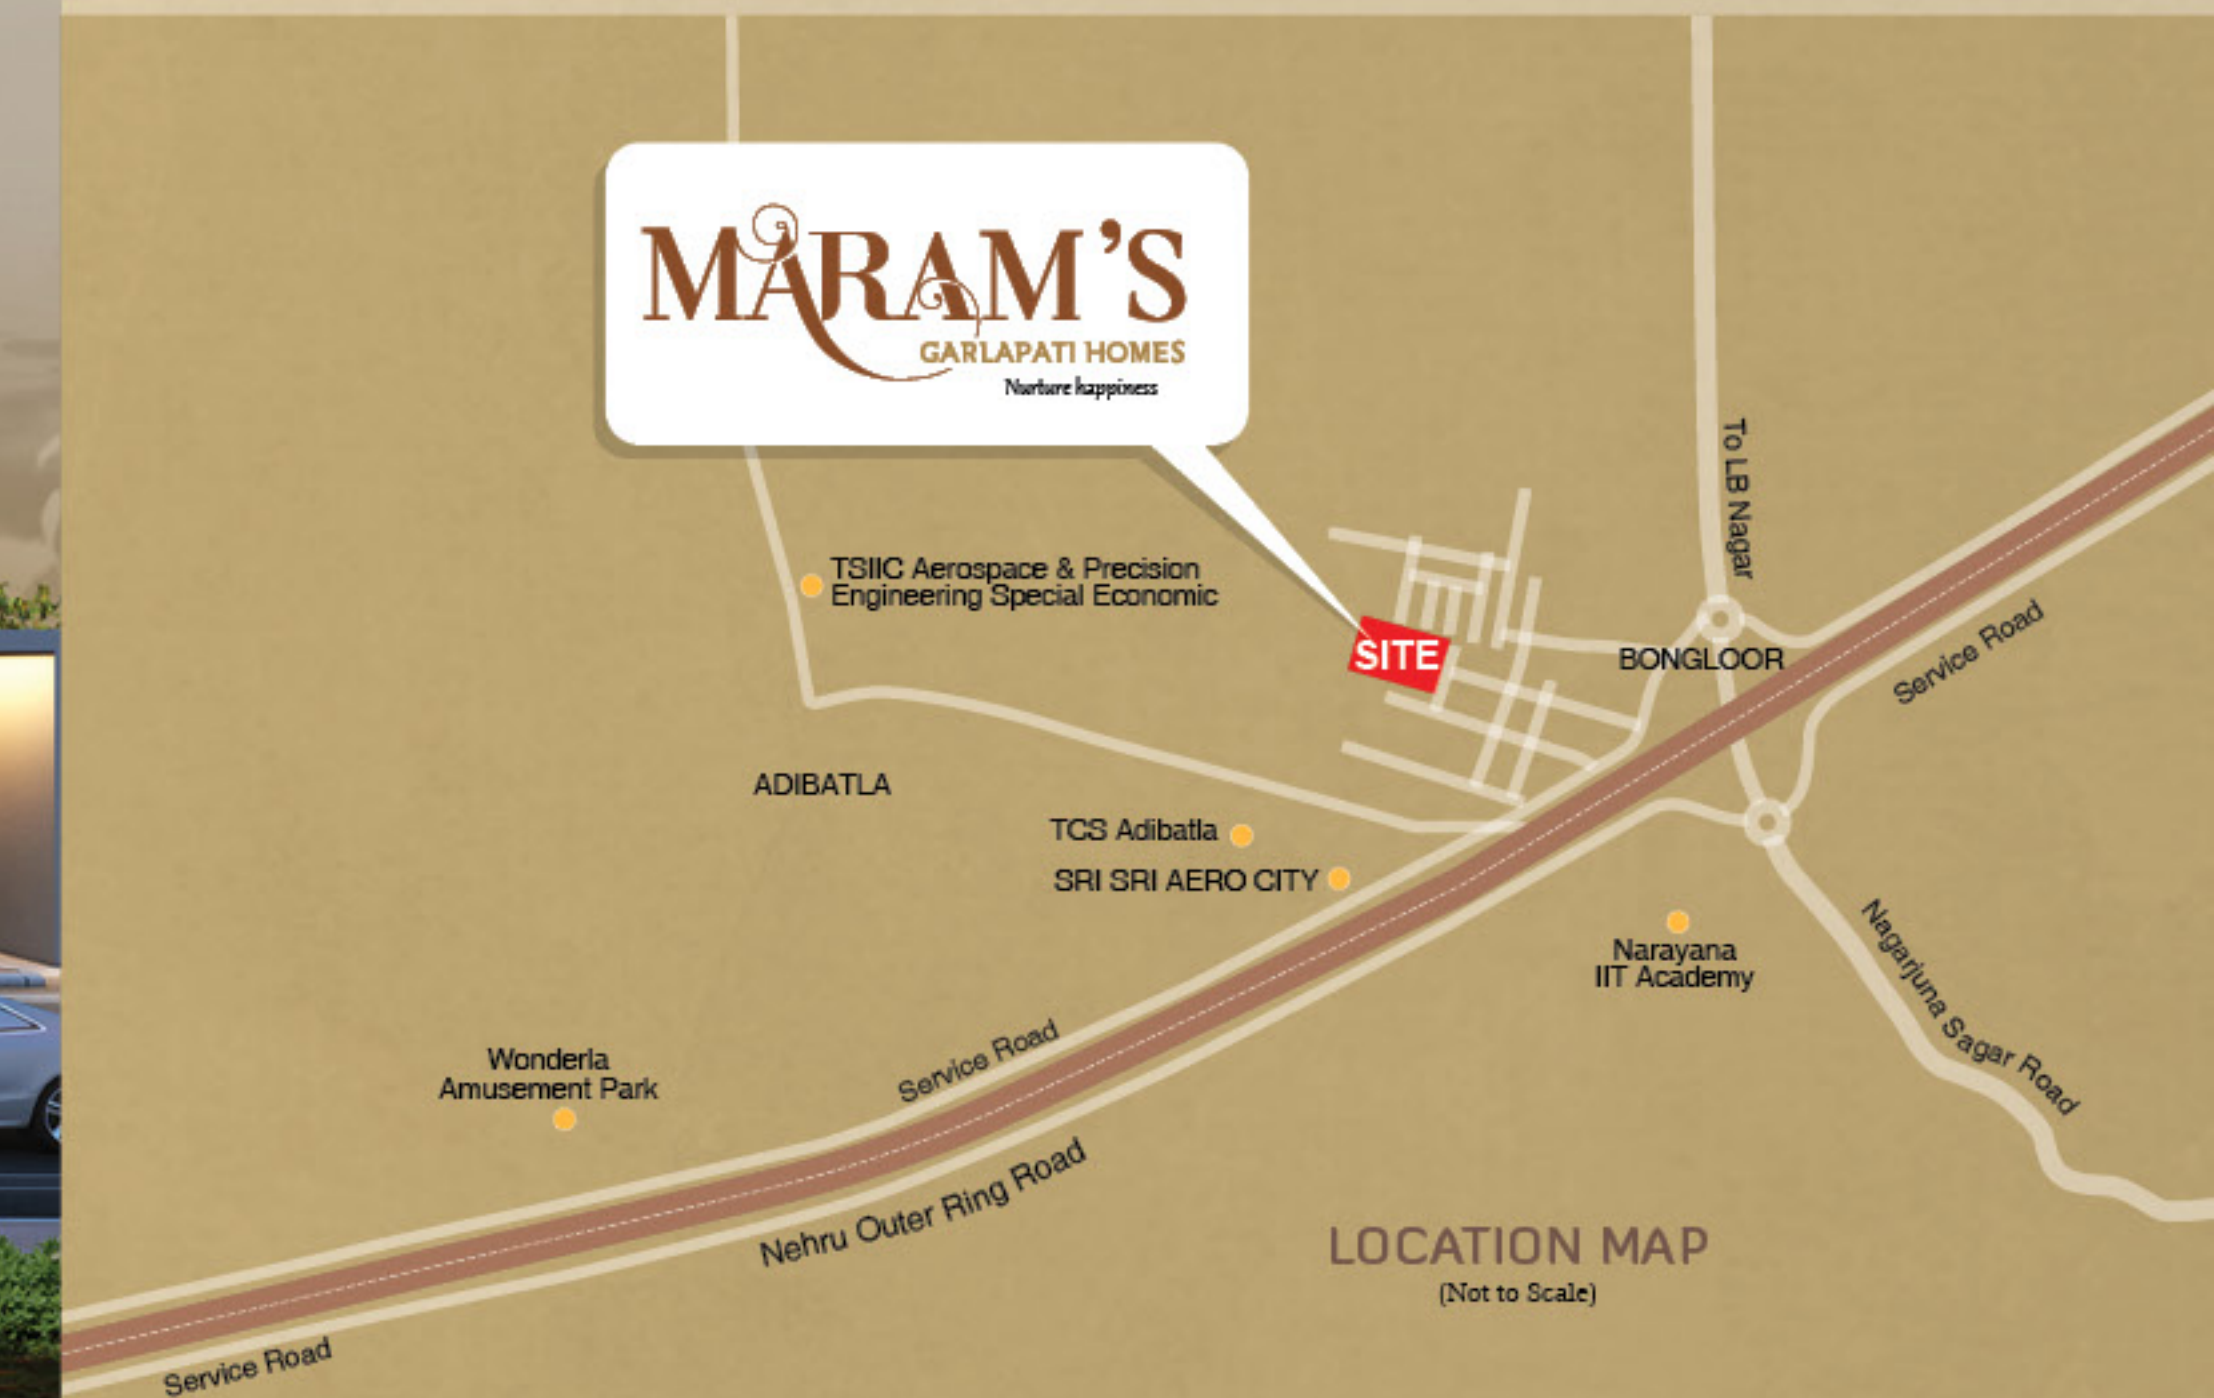 MARAM'S
GARLAPATI HOMES
Nurture happiness
To LB Nagar
TSIIC Aerospace & Precision
Engineering Special Economic
SITE
BONGLOOR
Service Road
ADIBATLA
TCS Adibatla
SRI SRI AERO CITY
Narayana
IIT Academy
Nagarjuna Sagar Road
Wonderla
Amusement Park
Service Road
Nehru Outer Ring Road
LOCATION MAP
(Not to Scale)
Service Road